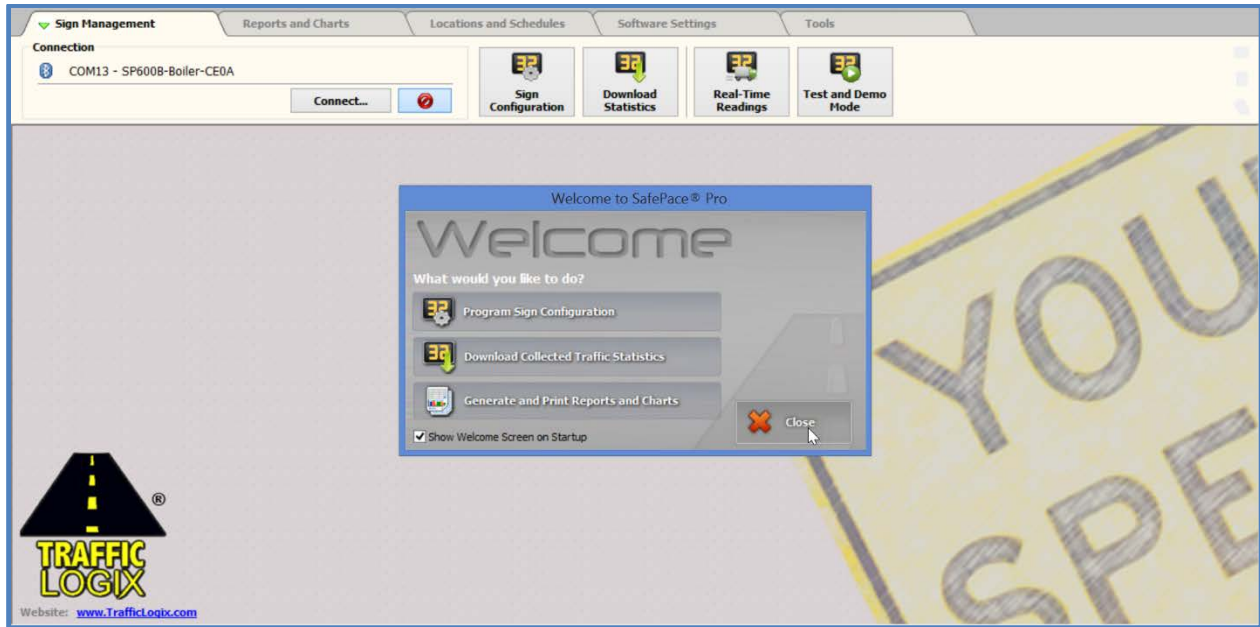 Sign Management
Reports and Charts
Locations and Schedules
Software Settings
Tools
Connection
COM13 - SP600B-Boiler-CE0A
Connect...
Sign
Configuration
Download
Statistics
Real-Time
Readings
Test and Demo
Mode
Welcome to SafePace® Pro
Welcome
What would you like to do?
Program Sign Configuration
Download Collected Traffic Statistics
Generate and Print Reports and Charts
Show Welcome Screen on Startup
Close
YOU
SPE
®
TRAFFIC
LOGIX
Website: www.TrafficLogix.com